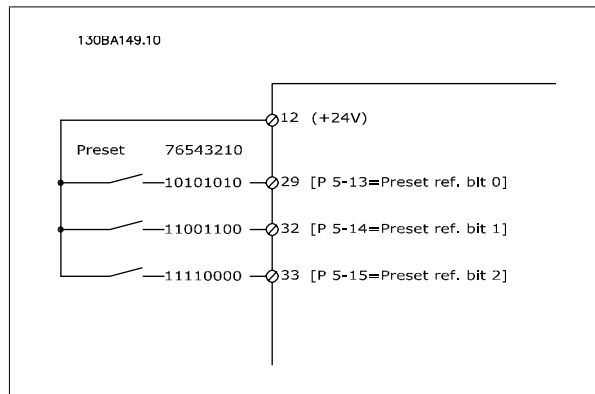 130BA149.10
12 (+24V)
Preset 76543210
10101010 29 [P 5-13=Preset ref. bit 0]
11001100 32 [P 5-14=Preset ref. bit 1]
11110000 33 [P 5-15=Preset ref. bit 2]